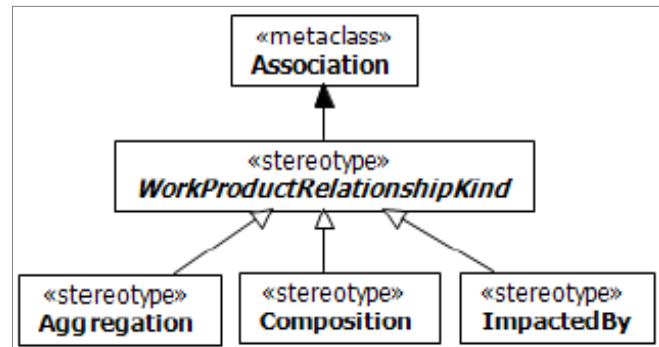 «metaclass»
Association
«stereotype»
WorkProductRelationshipKind
«stereotype» «stereotype» «stereotype»
Aggregation Composition ImpactedBy